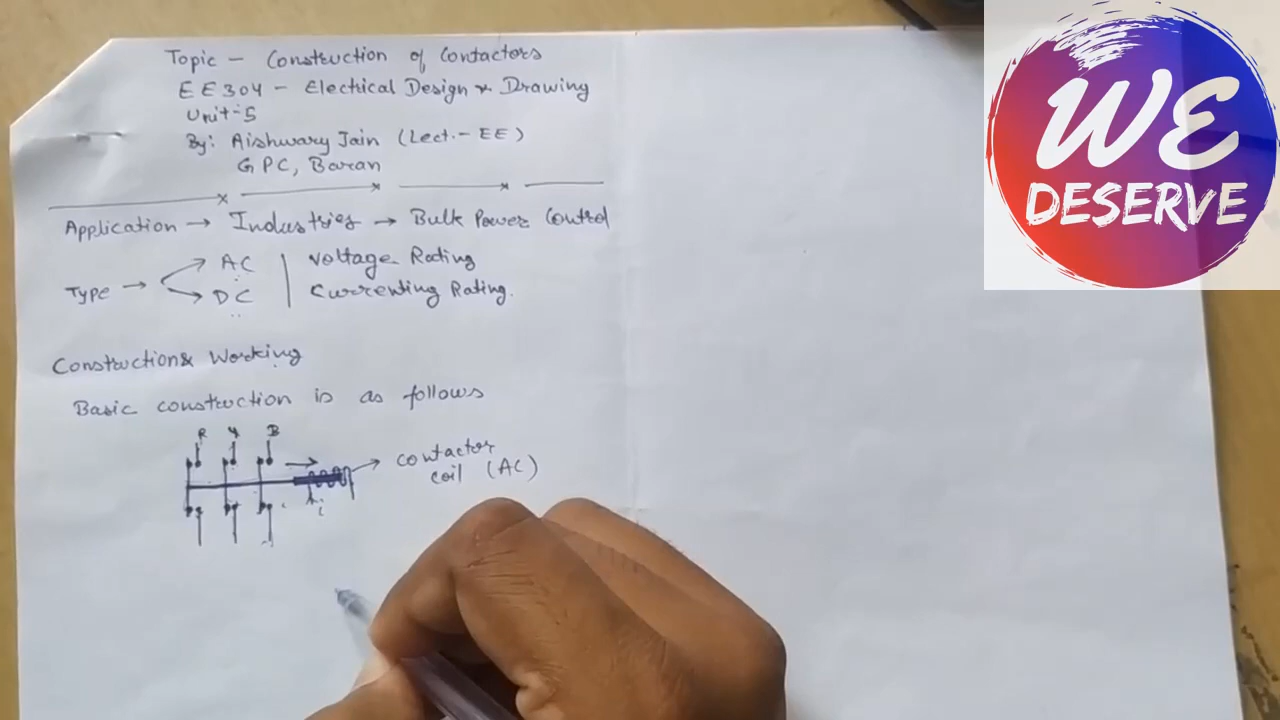 Topic - Construction of Contactors
EE304 - Electrical Design & Drawing
Unit-5
By: Aishwary Jain (Lect.- EE)
GPC, Baran
Application → Industries → Bulk Power Control
Type → AC | Voltage Rating
DC | Currenting Rating.
Construction & Working
Basic construction is as follows
R Y B
contactor
coil (AC)
WE
DESERVE